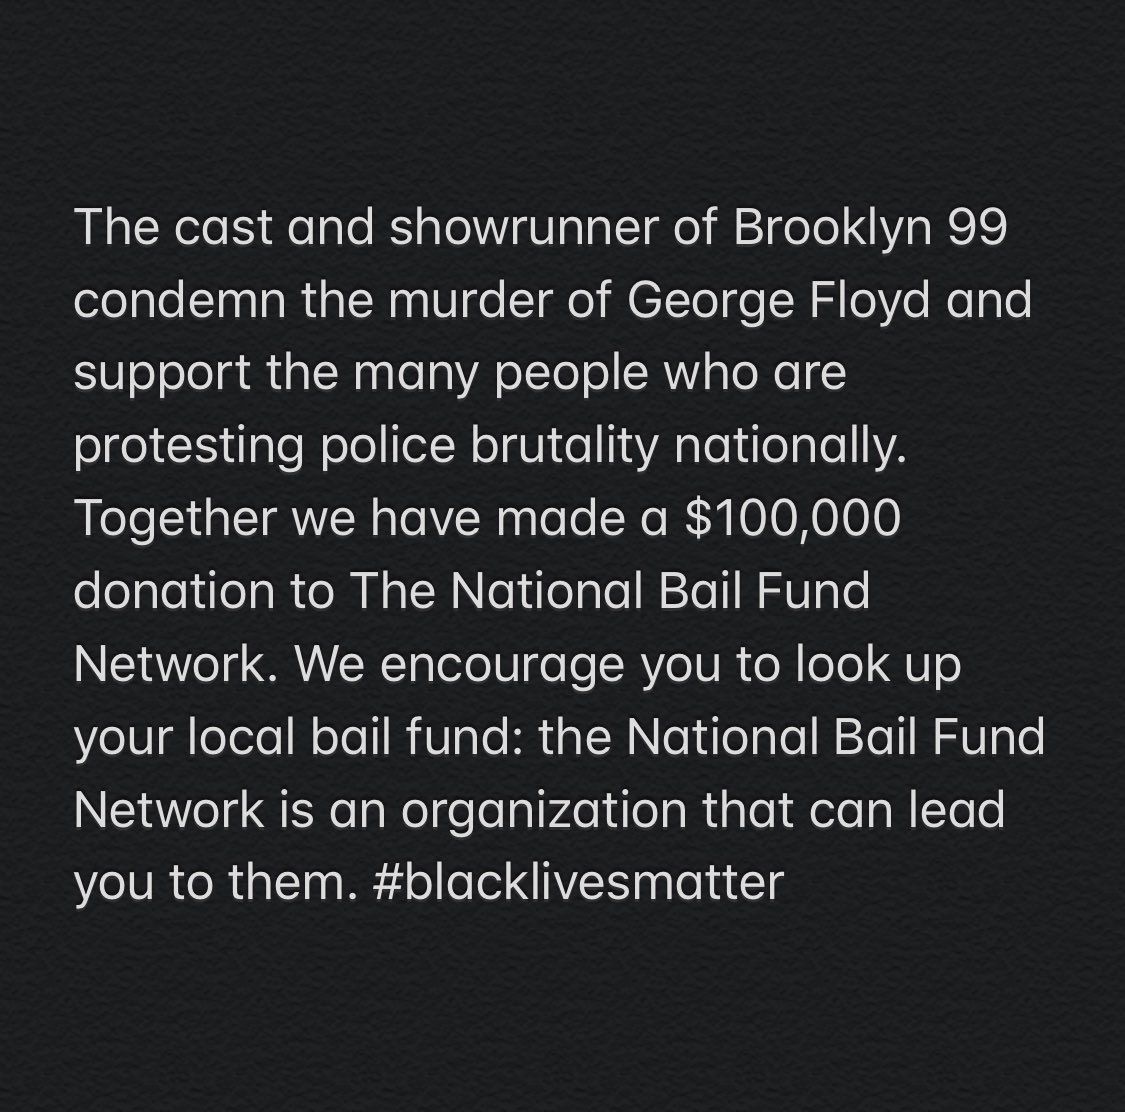 The cast and showrunner of Brooklyn 99
condemn the murder of George Floyd and
support the many people who are
protesting police brutality nationally.
Together we have made a $100,000
donation to The National Bail Fund
Network. We encourage you to look up
your local bail fund: the National Bail Fund
Network is an organization that can lead
you to them. #blacklivesmatter